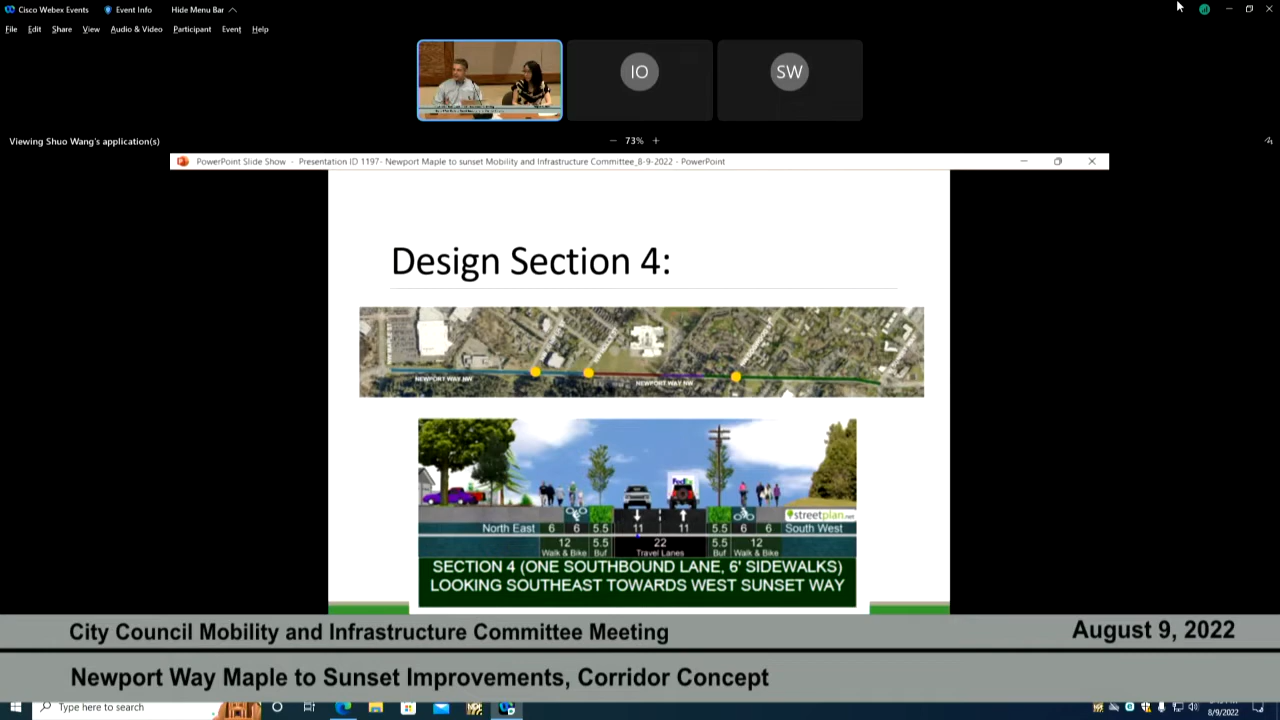 Cisco Webex Events
Event Info
Hide Menu Bar
File Edit Share View Audio & Video Participant Event Help
IO
SW
Viewing Shuo Wang's application(s)
73%
PowerPoint Slide Show - Presentation ID 1197- Newport Maple to sunset Mobility and Infrastructure Committee_8-9-2022 - PowerPoint
Design Section 4:
NEWPORT WAY NW
NEWPORT WAY NW
FedEx
streetplan.net
North East 6 6 5.5 11 11 5.5 6 6 South West
12 5.5 22 5.5 12
Walk & Bike Buf Travel Lanes Buf Walk & Bike
SECTION 4 (ONE SOUTHBOUND LANE, 6' SIDEWALKS)
LOOKING SOUTHEAST TOWARDS WEST SUNSET WAY
City Council Mobility and Infrastructure Committee Meeting
August 9, 2022
Newport Way Maple to Sunset Improvements, Corridor Concept
Type here to search
8/9/2022